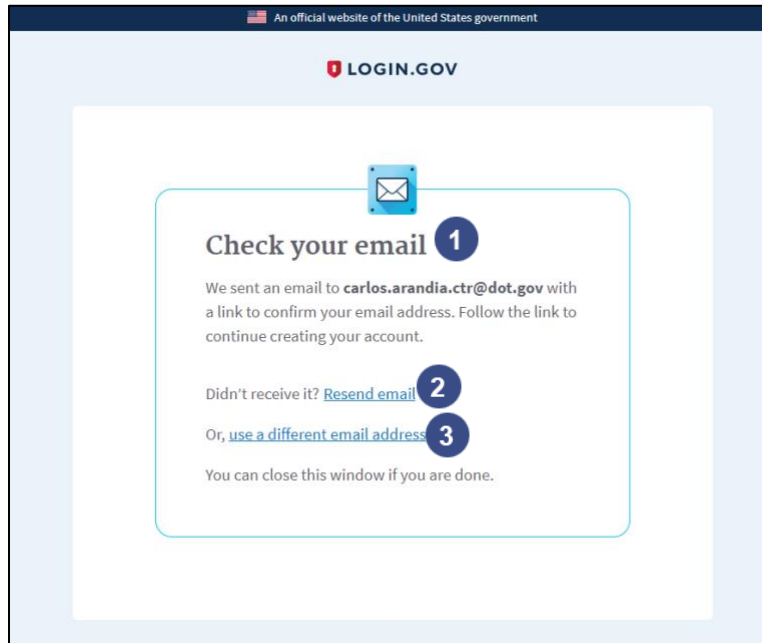 An official website of the United States government
LOGIN.GOV
Check your email 1
We sent an email to carlos.arandia.ctr@dot.gov with
a link to confirm your email address. Follow the link to
continue creating your account.
Didn't receive it? Resend email 2
Or, use a different email address 3
You can close this window if you are done.